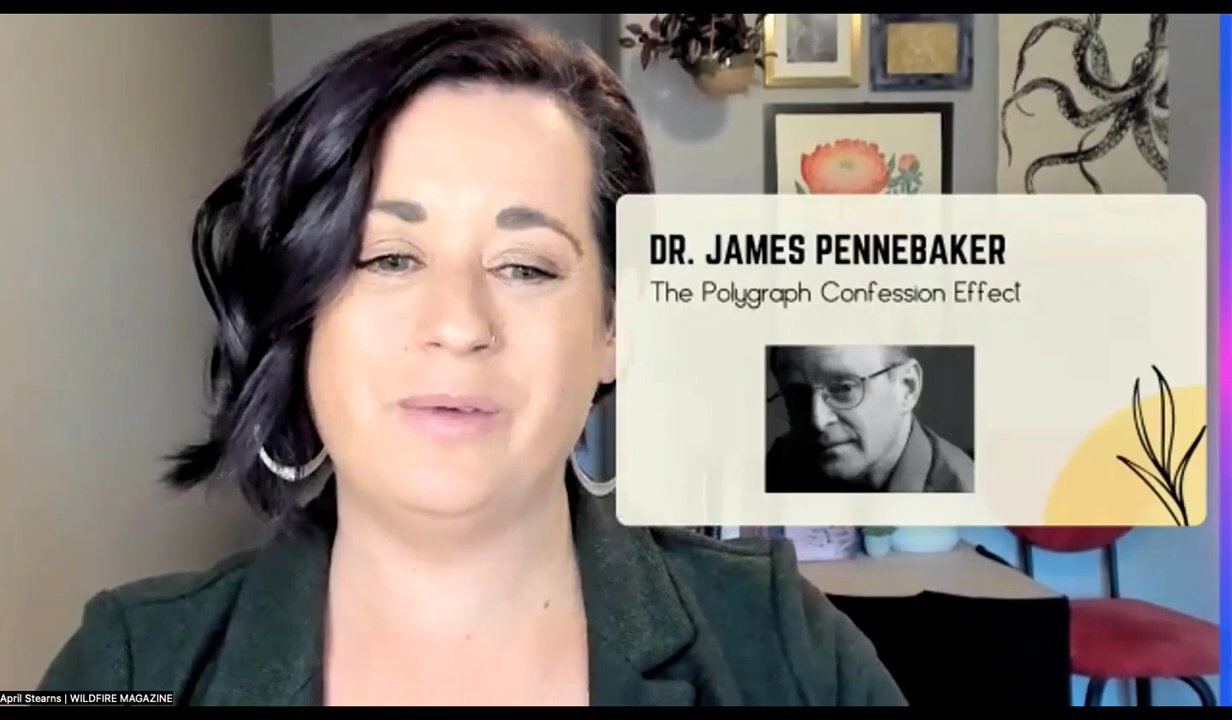 DR. JAMES PENNEBAKER
The Polygraph Confession Effect
April Stearns | WILDFIRE MAGAZINE